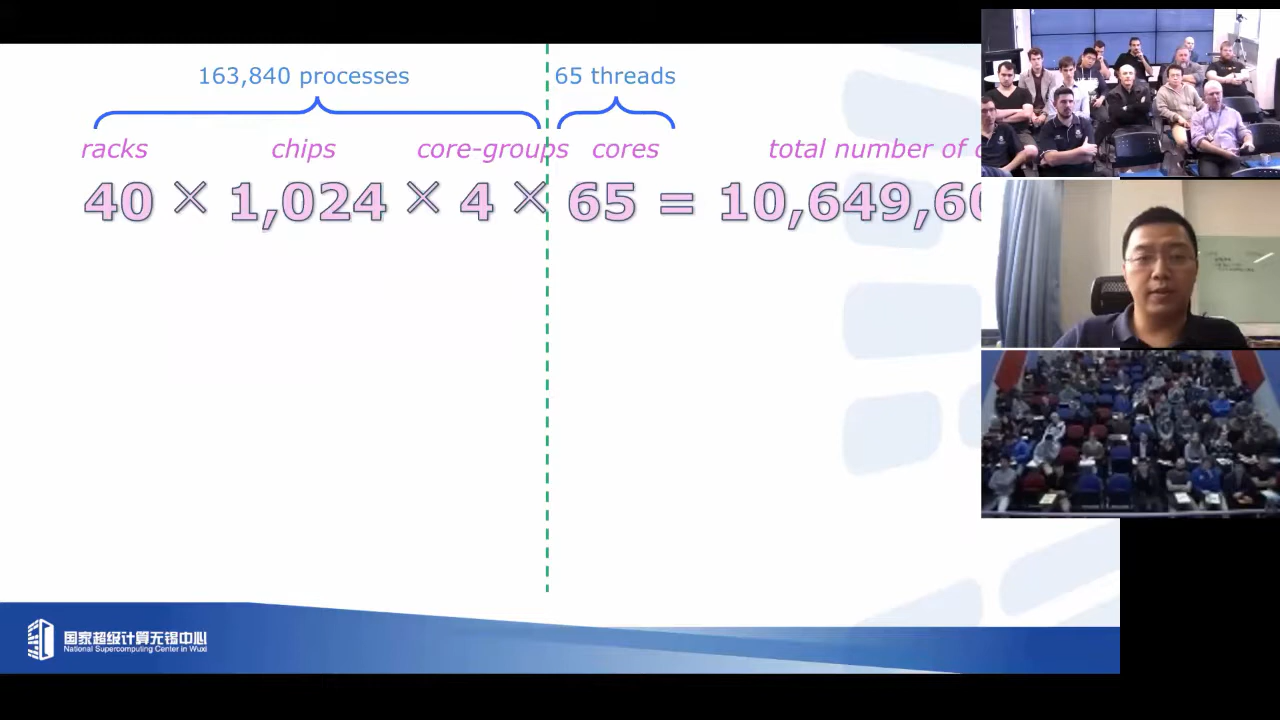 163,840 processes 65 threads
racks chips core-groups cores total number of
40 × 1,024 × 4 × 65 = 10,649,60
国家超级计算无锡中心
National Supercomputing Center in Wuxi